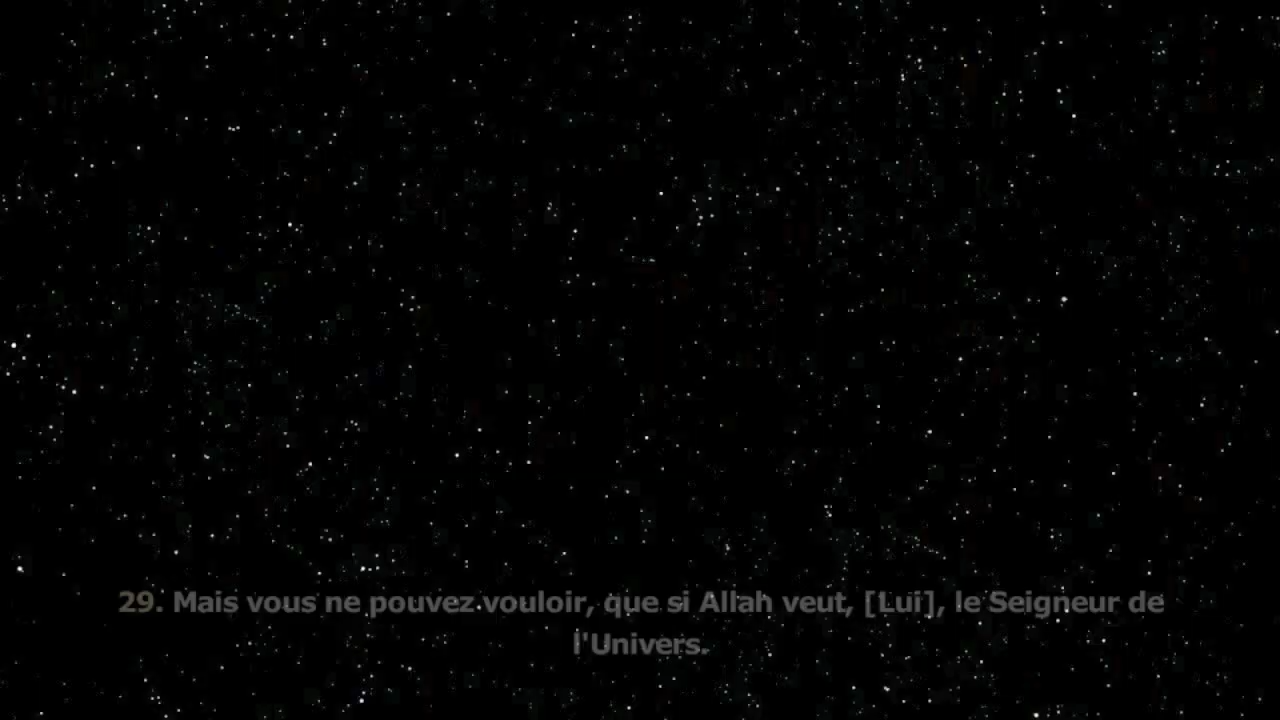 29. Mais vous ne pouvez vouloir, que si Allah veut, [Lui], le Seigneur de
l'Univers.